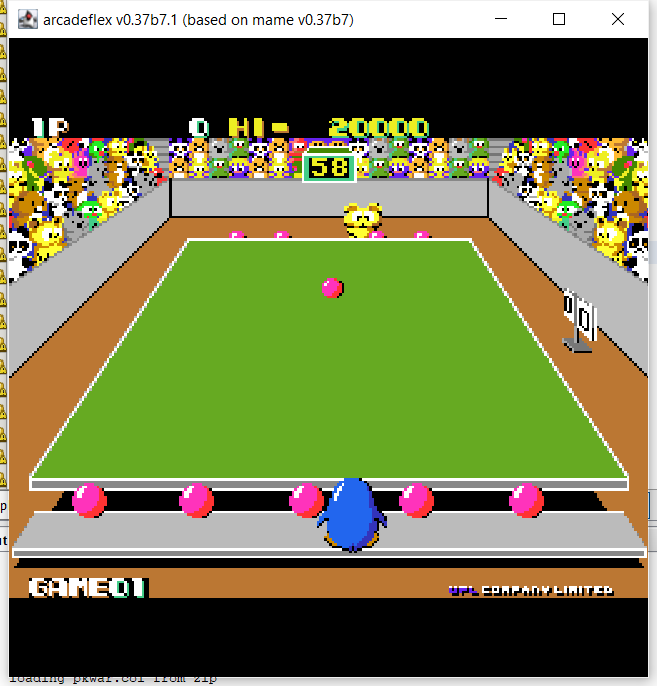 arcadeflex v0.37b7.1 (based on mame v0.37b7)
1P 0 HI- 20000
58
00
GAME01 UPL COMPANY LIMITED
loading pkwar.col from zip